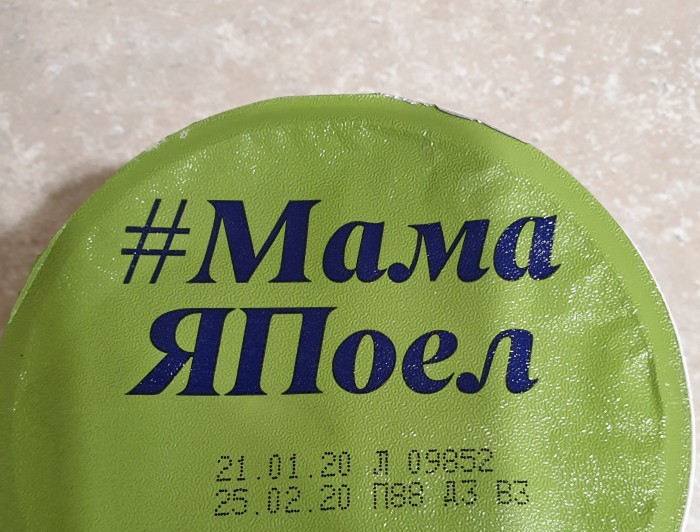 #Мама
ЯПоел
21.01.20 Л 09852
25.02.20 П88 Д3 В3